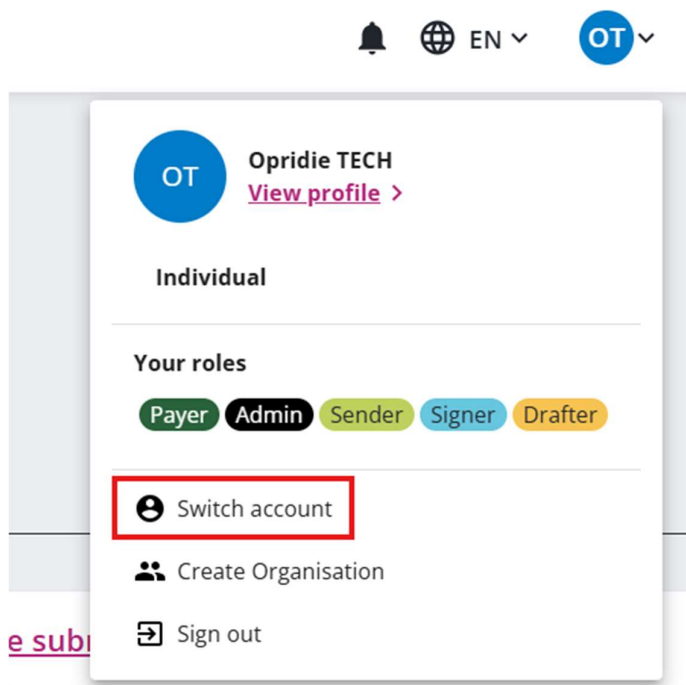 EN OT
OT
Opridie TECH
View profile
Individual
Your roles
Payer Admin Sender Signer Drafter
Switch account
Create Organisation
e sub
Sign out